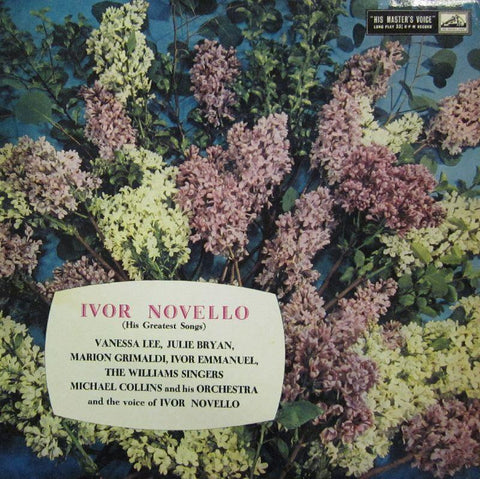 "HIS MASTER'S VOICE"
LONG PLAY 33⅓ R·P·M RECORD
IVOR NOVELLO
(His Greatest Songs)
VANESSA LEE, JULIE BRYAN,
MARION GRIMALDI, IVOR EMMANUEL,
THE WILLIAMS SINGERS
MICHAEL COLLINS and his ORCHESTRA
and the voice of IVOR NOVELLO